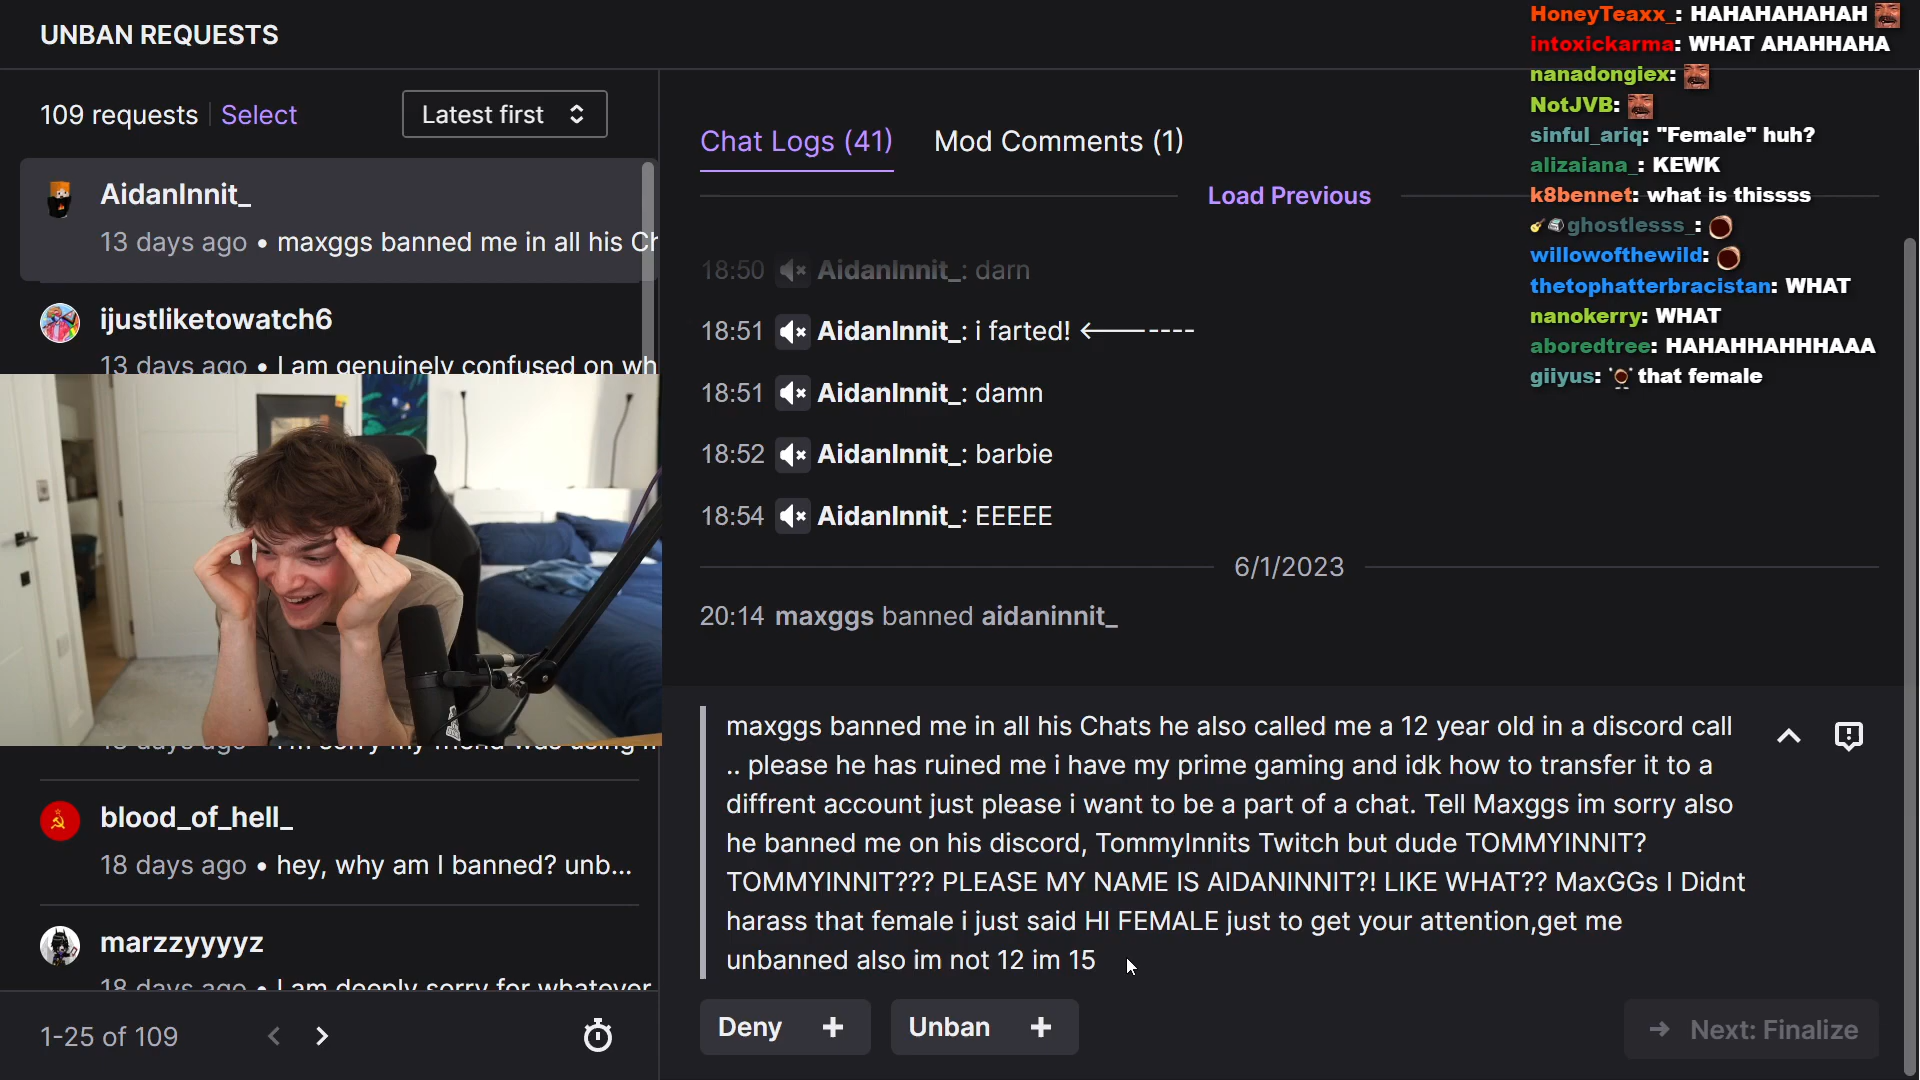 UNBAN REQUESTS
109 requests Select Latest first
AidanInnit_
13 days ago • maxggs banned me in all his Ch
ijustliketowatch6
13 days ago • I am genuinely confused on wh
blood_of_hell_
18 days ago • hey, why am I banned? unb...
marzzyyyyz
18 days ago • I am deeply sorry for whatever
1-25 of 109
Chat Logs (41) Mod Comments (1)
Load Previous
18:50 AidanInnit_: darn
18:51 AidanInnit_: i farted! <-------
18:51 AidanInnit_: damn
18:52 AidanInnit_: barbie
18:54 AidanInnit_: EEEEE
6/1/2023
20:14 maxggs banned aidaninnit_
maxggs banned me in all his Chats he also called me a 12 year old in a discord call
.. please he has ruined me i have my prime gaming and idk how to transfer it to a
diffrent account just please i want to be a part of a chat. Tell Maxggs im sorry also
he banned me on his discord, TommyInnits Twitch but dude TOMMYINNIT?
TOMMYINNIT??? PLEASE MY NAME IS AIDANINNIT?! LIKE WHAT?? MaxGGs I Didnt
harass that female i just said HI FEMALE just to get your attention,get me
unbanned also im not 12 im 15
Deny + Unban + Next: Finalize
HoneyTeaxx_: HAHAHAHAHAH
intoxickarma: WHAT AHAHHAHA
nanadongiex:
NotJVB:
sinful_ariq: "Female" huh?
alizaiana_: KEWK
k8bennet: what is thissss
ghostlesss_:
willowofthewild:
thetophatterbracistan: WHAT
nanokerry: WHAT
aboredtree: HAHAHHAHHHAAA
giiyus: that female